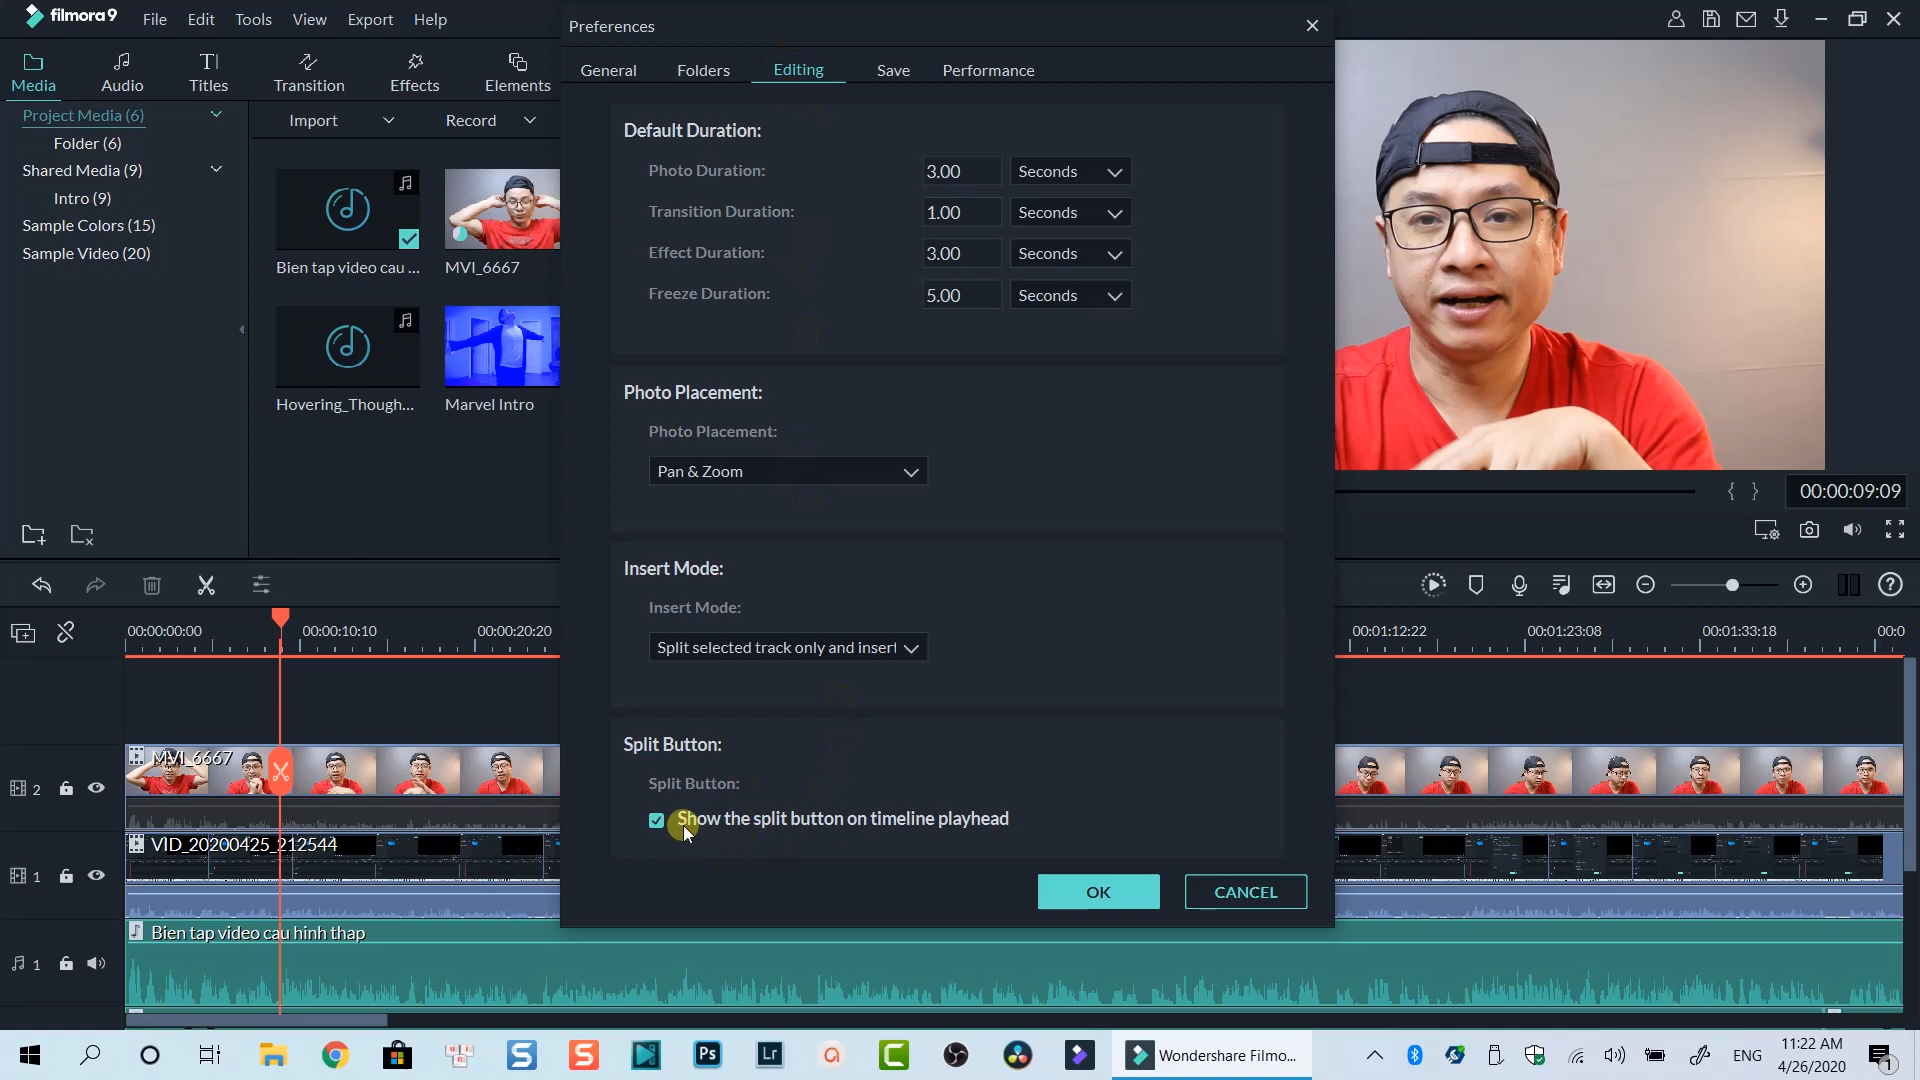 filmora9
File Edit Tools View Export Help
Media Audio Titles Transition Effects Elements
Project Media (6)
Folder (6)
Shared Media (9)
Intro (9)
Sample Colors (15)
Sample Video (20)
Import Record
Bien tap video cau ... MVI_6667
Hovering_Though... Marvel Intro
Preferences
General Folders Editing Save Performance
Default Duration:
Photo Duration: 3.00 Seconds
Transition Duration: 1.00 Seconds
Effect Duration: 3.00 Seconds
Freeze Duration: 5.00 Seconds
Photo Placement:
Photo Placement:
Pan & Zoom
Insert Mode:
Insert Mode:
Split selected track only and insert
Split Button:
Split Button:
Show the split button on timeline playhead
OK CANCEL
{ } 00:00:09:09
00:00:00:00 00:00:10:10 00:00:20:20 00:01:12:22 00:01:23:08 00:01:33:18 00:0
MVI_6667
2
VID_20200425_212544
1
Bien tap video cau hinh thap
1
Ps Lr Wondershare Filmo... ENG 11:22 AM
4/26/2020
1